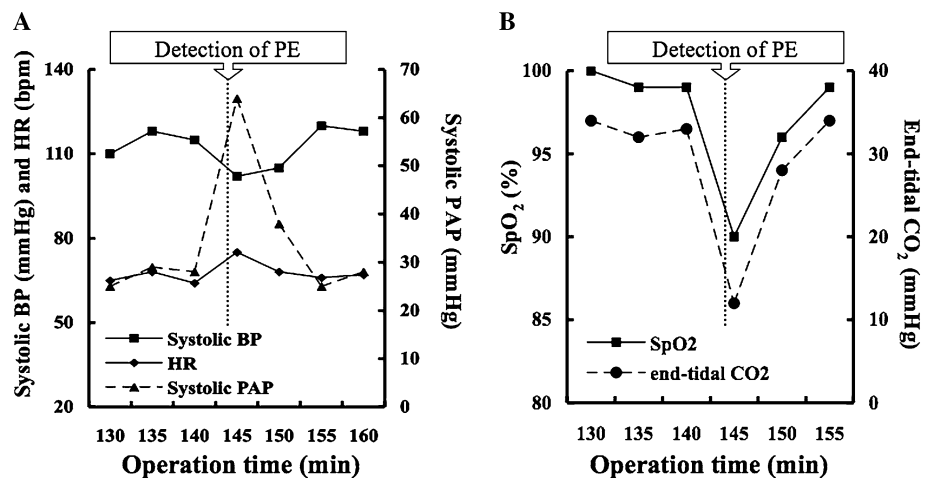 A
Detection of PE
Systolic BP (mmHg) and HR (bpm)
140
110
80
50
20
70
60
50
40
30
20
10
0
Systolic PAP (mmHg)
Systolic BP
HR
Systolic PAP
130 135 140 145 150 155 160
Operation time (min)
B
Detection of PE
SpO2 (%)
100
95
90
85
80
40
30
20
10
0
End-tidal CO2 (mmHg)
SpO2
end-tidal CO2
130 135 140 145 150 155
Operation time (min)